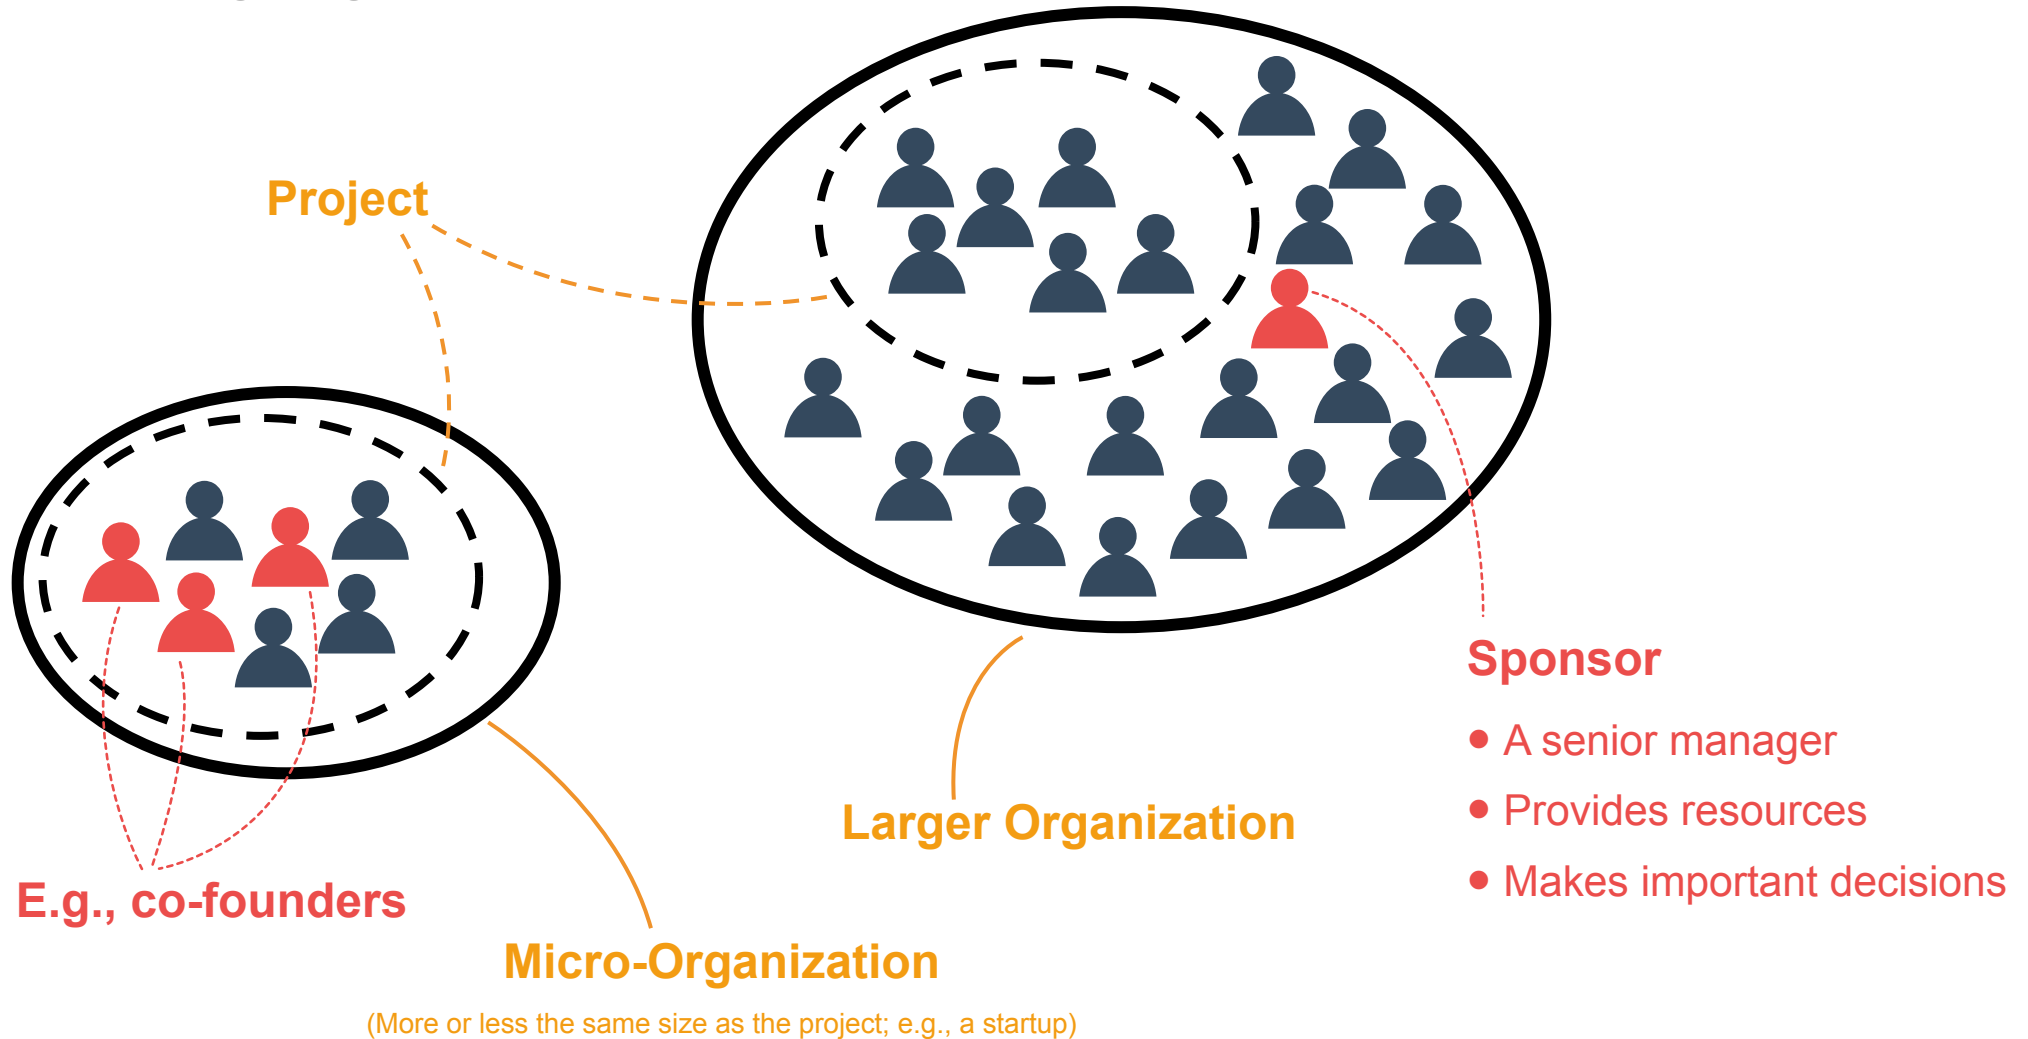 Project
Sponsor
• A senior manager
• Provides resources
• Makes important decisions
Larger Organization
E.g., co-founders
Micro-Organization
(More or less the same size as the project; e.g., a startup)